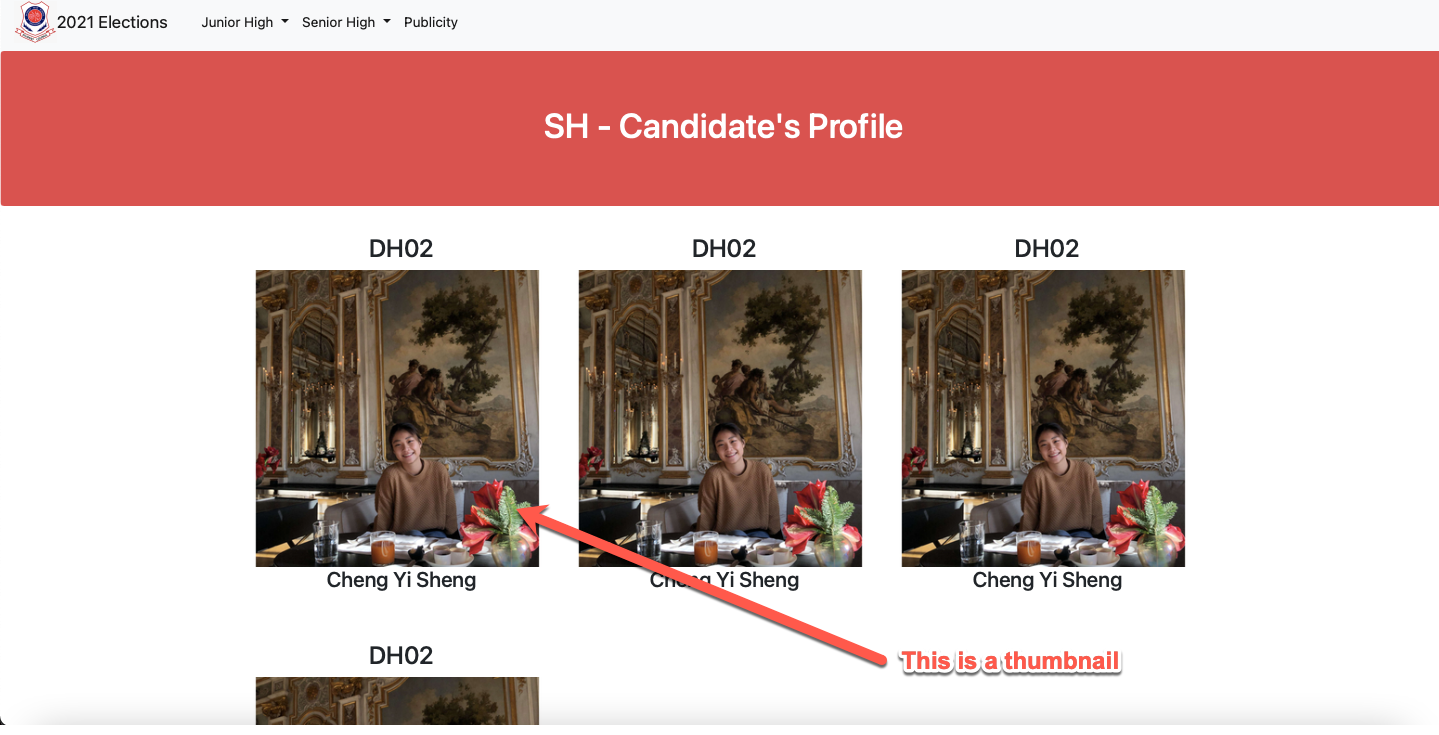 2021 Elections Junior High Senior High Publicity
SH - Candidate's Profile
DH02 DH02 DH02
Cheng Yi Sheng Cheng Yi Sheng Cheng Yi Sheng
DH02
This is a thumbnail